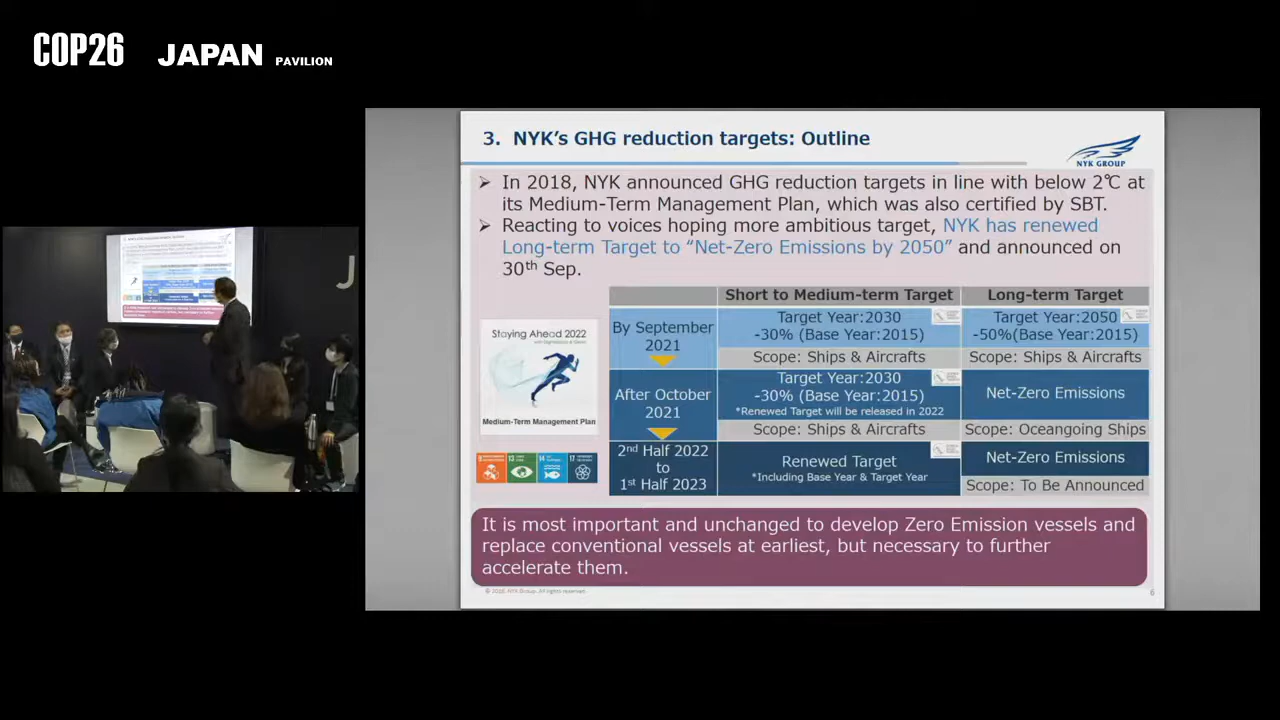 COP26 JAPAN PAVILION
3. NYK's GHG reduction targets: Outline
NYK GROUP
➢ In 2018, NYK announced GHG reduction targets in line with below 2℃ at
its Medium-Term Management Plan, which was also certified by SBT.
➢ Reacting to voices hoping more ambitious target, NYK has renewed
Long-term Target to “Net-Zero Emissions by 2050” and announced on
30th Sep.
Short to Medium-term Target
Long-term Target
By September
2021
Target Year:2030
-30% (Base Year:2015)
Scope: Ships & Aircrafts
Target Year:2050
-50%(Base Year:2015)
Scope: Ships & Aircrafts
After October
2021
Target Year:2030
-30% (Base Year:2015)
*Renewed Target will be released in 2022
Scope: Ships & Aircrafts
Net-Zero Emissions
Scope: Oceangoing Ships
2nd Half 2022
to
1st Half 2023
Renewed Target
*Including Base Year & Target Year
Net-Zero Emissions
Scope: To Be Announced
Staying Ahead 2022
Medium-Term Management Plan
It is most important and unchanged to develop Zero Emission vessels and
replace conventional vessels at earliest, but necessary to further
accelerate them.
NYK Group. All rights reserved.
6
J